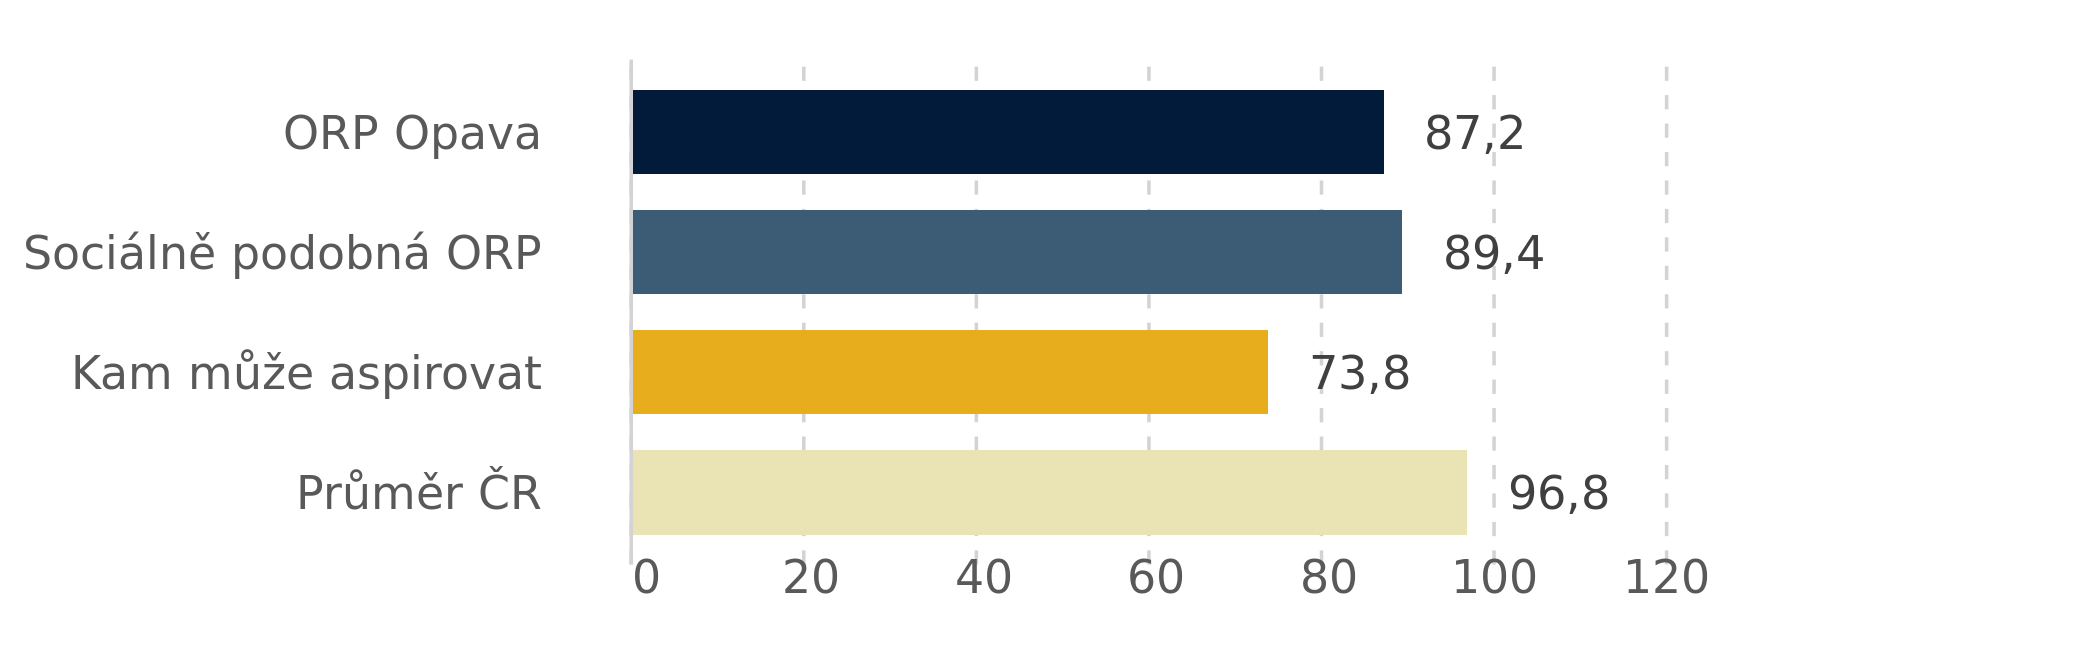 ORP Opava 87,2
Sociálně podobná ORP 89,4
Kam může aspirovat 73,8
Průměr ČR 96,8
0 20 40 60 80 100 120